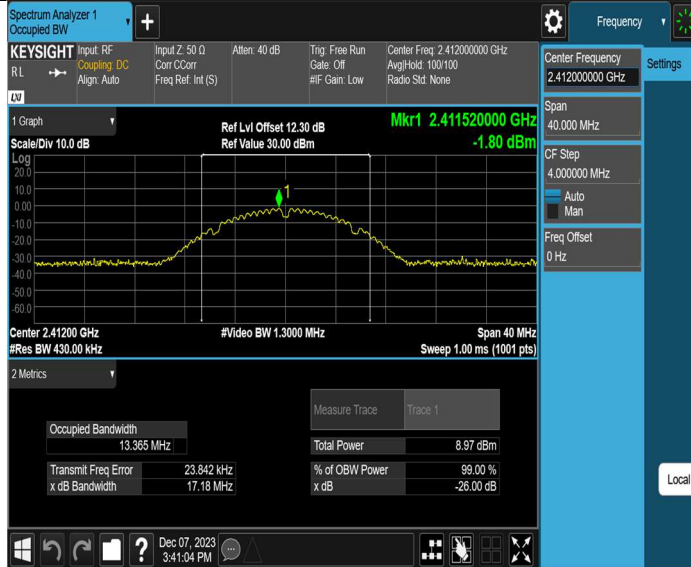 Spectrum Analyzer 1
Occupied BW
+
Frequency
KEYSIGHT
Input: RF
Coupling: DC
Align: Auto
Input Z: 50 Ω
Corr CCorr
Freq Ref: Int (S)
Atten: 40 dB
Trig: Free Run
Gate: Off
#IF Gain: Low
Center Freq: 2.412000000 GHz
Avg|Hold: 100/100
Radio Std: None
R L
LXI
Center Frequency
2.412000000 GHz
Settings
Span
40.000 MHz
CF Step
4.000000 MHz
Auto
Man
Freq Offset
0 Hz
1 Graph
Ref Lvl Offset 12.30 dB
Mkr1 2.411520000 GHz
Scale/Div 10.0 dB
Ref Value 30.00 dBm
-1.80 dBm
Log
20.0
10.0
0.00
-10.0
-20.0
-30.0
-40.0
-50.0
-60.0
1
Center 2.41200 GHz
#Video BW 1.3000 MHz
Span 40 MHz
#Res BW 430.00 kHz
Sweep 1.00 ms (1001 pts)
2 Metrics
Measure Trace
Trace 1
Occupied Bandwidth
13.365 MHz
Total Power
8.97 dBm
Transmit Freq Error
23.842 kHz
% of OBW Power
99.00 %
x dB Bandwidth
17.18 MHz
x dB
-26.00 dB
Local
?
Dec 07, 2023
3:41:04 PM